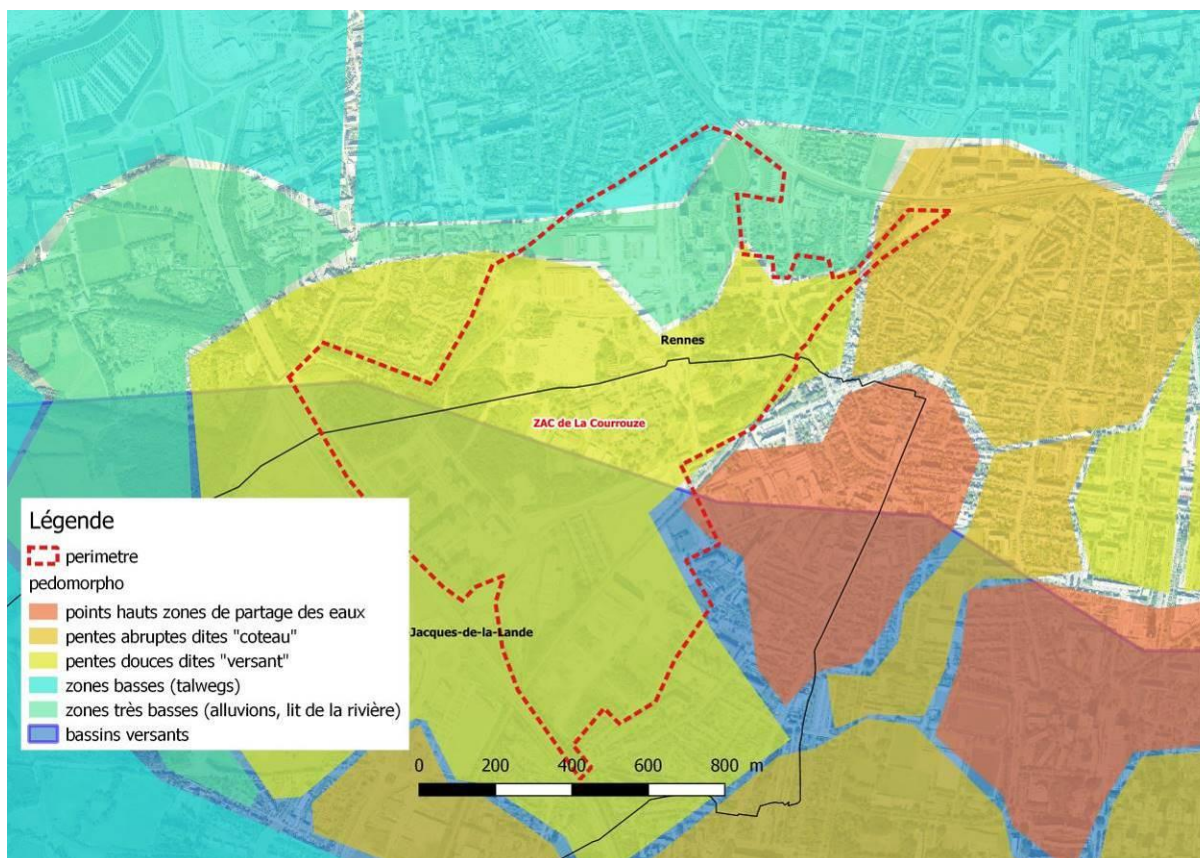 Rennes
ZAC de La Courrouze
Jacques-de-la-Lande
Légende
perimetre
pedomorpho
points hauts zones de partage des eaux
pentes abruptes dites "coteau"
pentes douces dites "versant"
zones basses (talwegs)
zones très basses (alluvions, lit de la rivière)
bassins versants
0 200 400 600 800 m